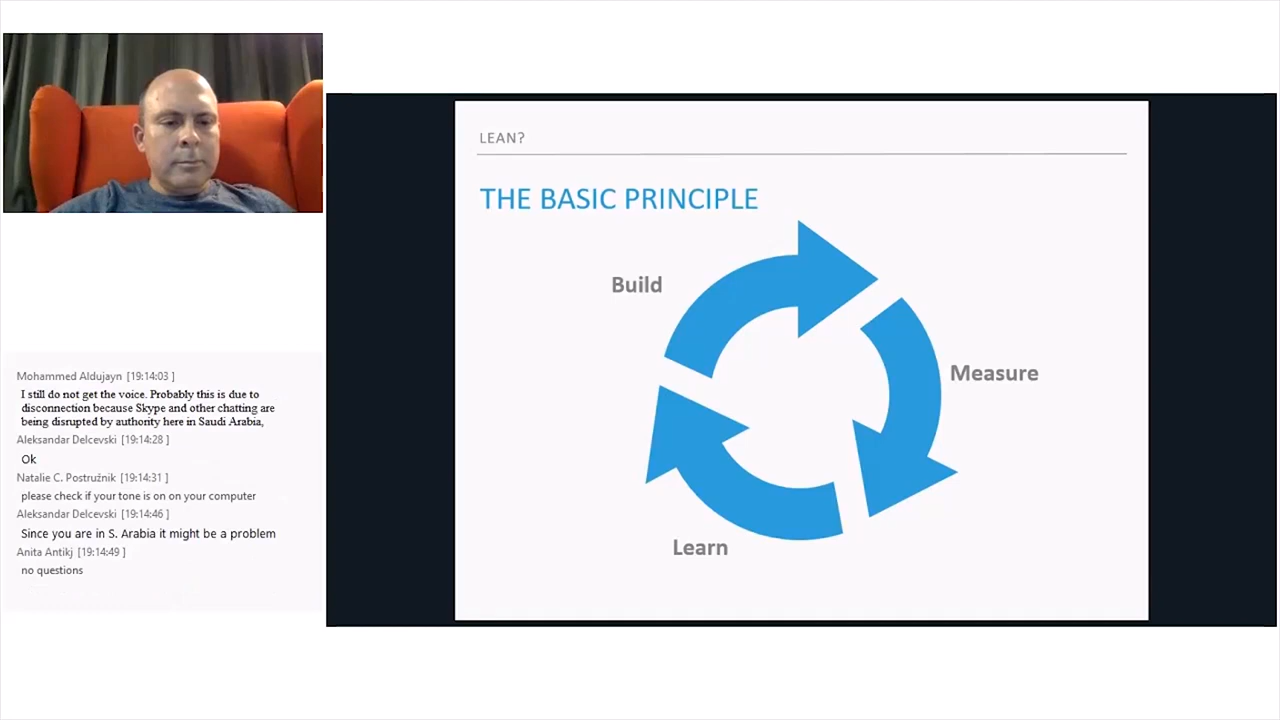 Mohammed Aldujayn [19:14:03 ]
I still do not get the voice. Probably this is due to
disconnection because Skype and other chatting are
being disrupted by authority here in Saudi Arabia,
Aleksandar Delcevski [19:14:28 ]
Ok
Natalie C. Postružnik [19:14:31 ]
please check if your tone is on on your computer
Aleksandar Delcevski [19:14:46 ]
Since you are in S. Arabia it might be a problem
Anita Antikj [19:14:49 ]
no questions
LEAN?
THE BASIC PRINCIPLE
Build
Measure
Learn